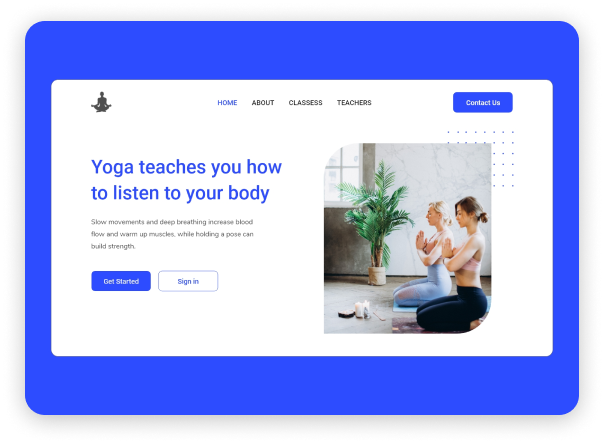 HOME ABOUT CLASSESS TEACHERS Contact Us
Yoga teaches you how
to listen to your body
Slow movements and deep breathing increase blood
flow and warm up muscles, while holding a pose can
build strength.
Get Started Sign in